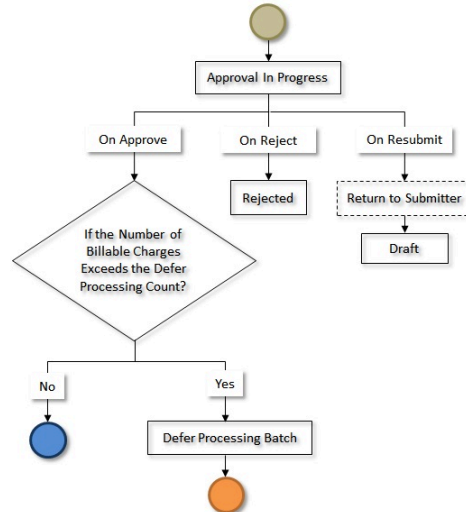 Approval In Progress
On Approve
On Reject
On Resubmit
Rejected
Return to Submitter
Draft
If the Number of
Billable Charges
Exceeds the Defer
Processing Count?
No
Yes
Defer Processing Batch